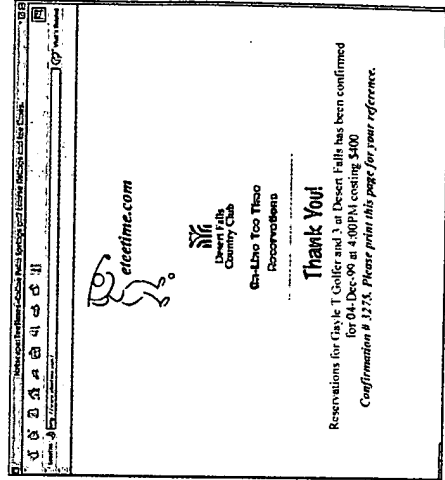 eteetime.com
Desert Falls
Country Club
On-Line Tee Time
Reservations
Thank You!
Reservations for Gayle T Golfer and 3 at Desert Falls has been confirmed
for 04-Dec-99 at 4:00PM costing $400
Confirmation # 3273. Please print this page for your reference.